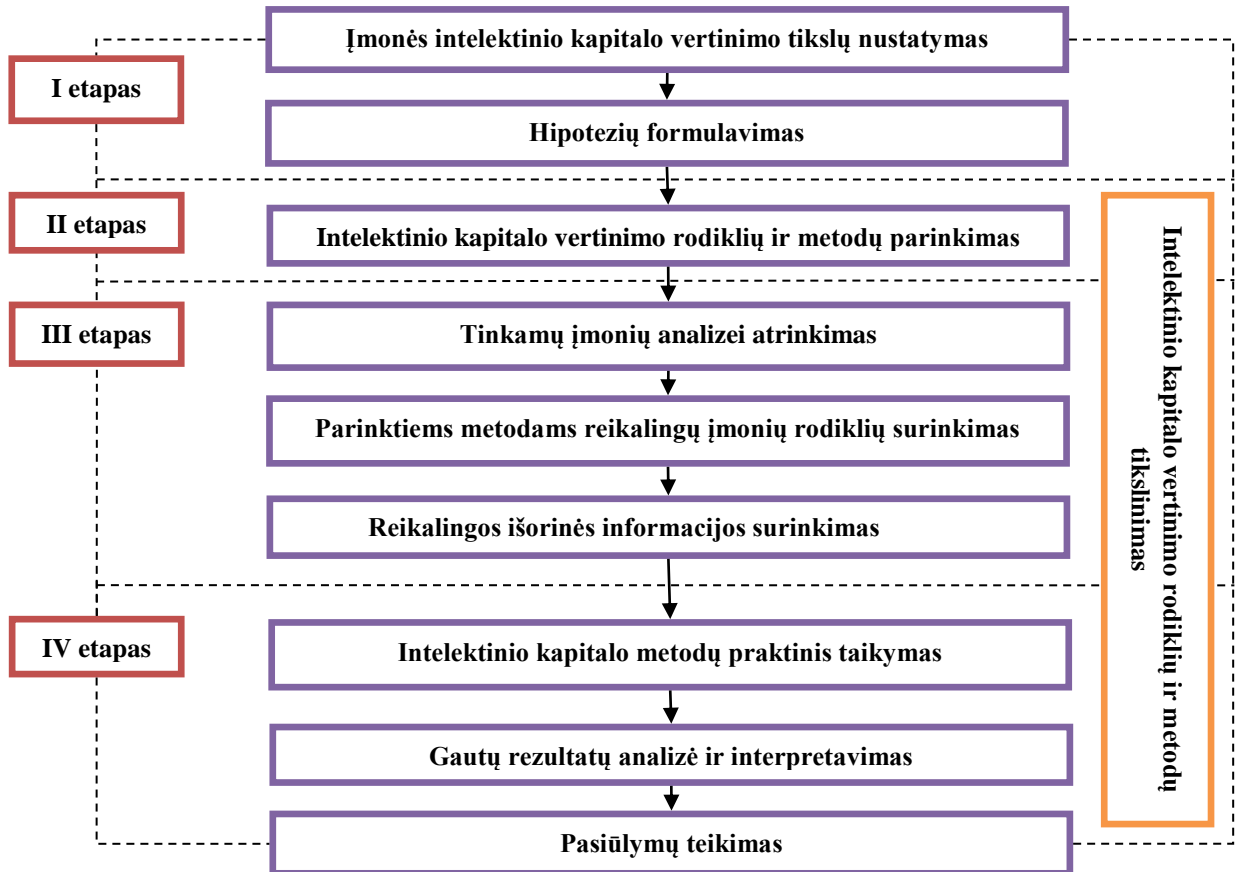 Įmonės intelektinio kapitalo vertinimo tikslų nustatymas
I etapas
Hipotezių formulavimas
II etapas
Intelektinio kapitalo vertinimo rodiklių ir metodų parinkimas
III etapas
Tinkamų įmonių analizei atrinkimas
Parinktiems metodams reikalingų įmonių rodiklių surinkimas
Reikalingos išorinės informacijos surinkimas
IV etapas
Intelektinio kapitalo metodų praktinis taikymas
Gautų rezultatų analizė ir interpretavimas
Pasiūlymų teikimas
Intelektinio kapitalo vertinimo rodiklių ir metodų
tikslinimas